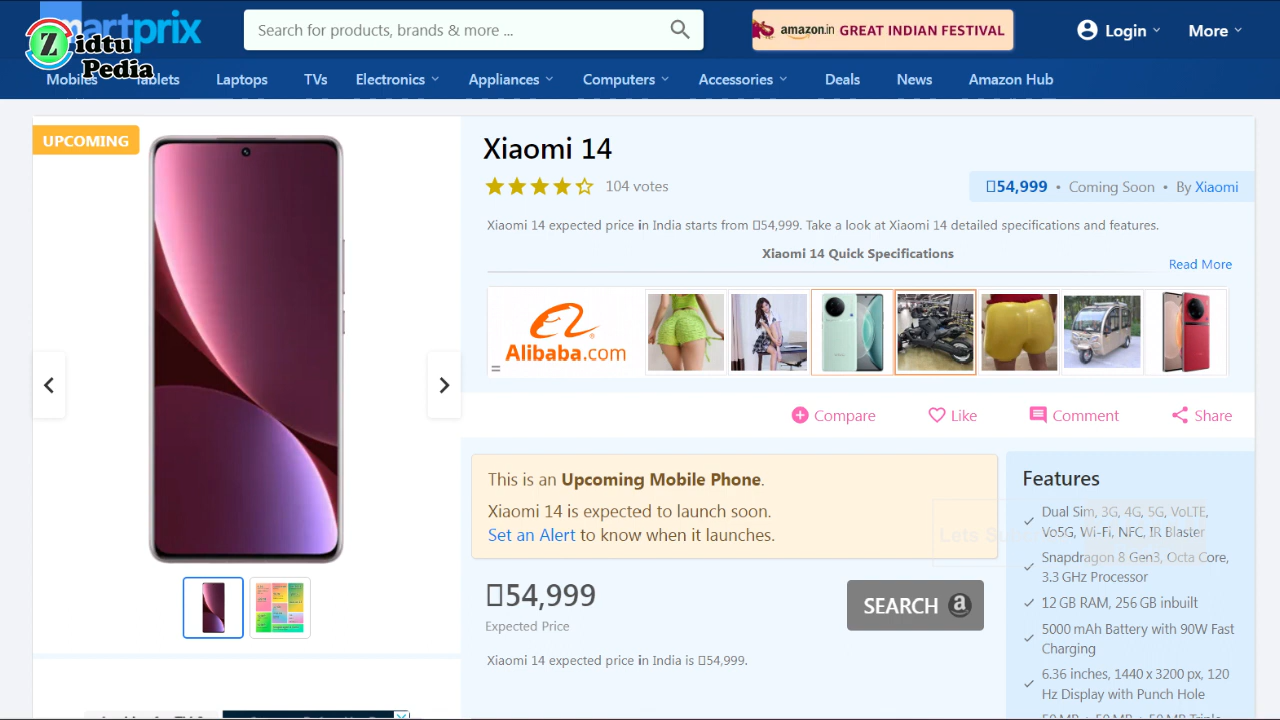 martprix
Zidtu
Pedia
Search for products, brands & more ...
amazon.in GREAT INDIAN FESTIVAL
Login
More
Mobiles
Tablets
Laptops
TVs
Electronics
Appliances
Computers
Accessories
Deals
News
Amazon Hub
UPCOMING
Xiaomi 14
104 votes
▯54,999 • Coming Soon • By Xiaomi
Xiaomi 14 expected price in India starts from ▯54,999. Take a look at Xiaomi 14 detailed specifications and features.
Xiaomi 14 Quick Specifications
Read More
Alibaba.com
Compare
Like
Comment
Share
This is an Upcoming Mobile Phone.
Xiaomi 14 is expected to launch soon.
Set an Alert to know when it launches.
▯54,999
Expected Price
SEARCH a
Xiaomi 14 expected price in India is ▯54,999.
Features
Dual Sim, 3G, 4G, 5G, VoLTE,
Vo5G, Wi-Fi, NFC, IR Blaster
Snapdragon 8 Gen3, Octa Core,
3.3 GHz Processor
12 GB RAM, 256 GB inbuilt
5000 mAh Battery with 90W Fast
Charging
6.36 inches, 1440 x 3200 px, 120
Hz Display with Punch Hole